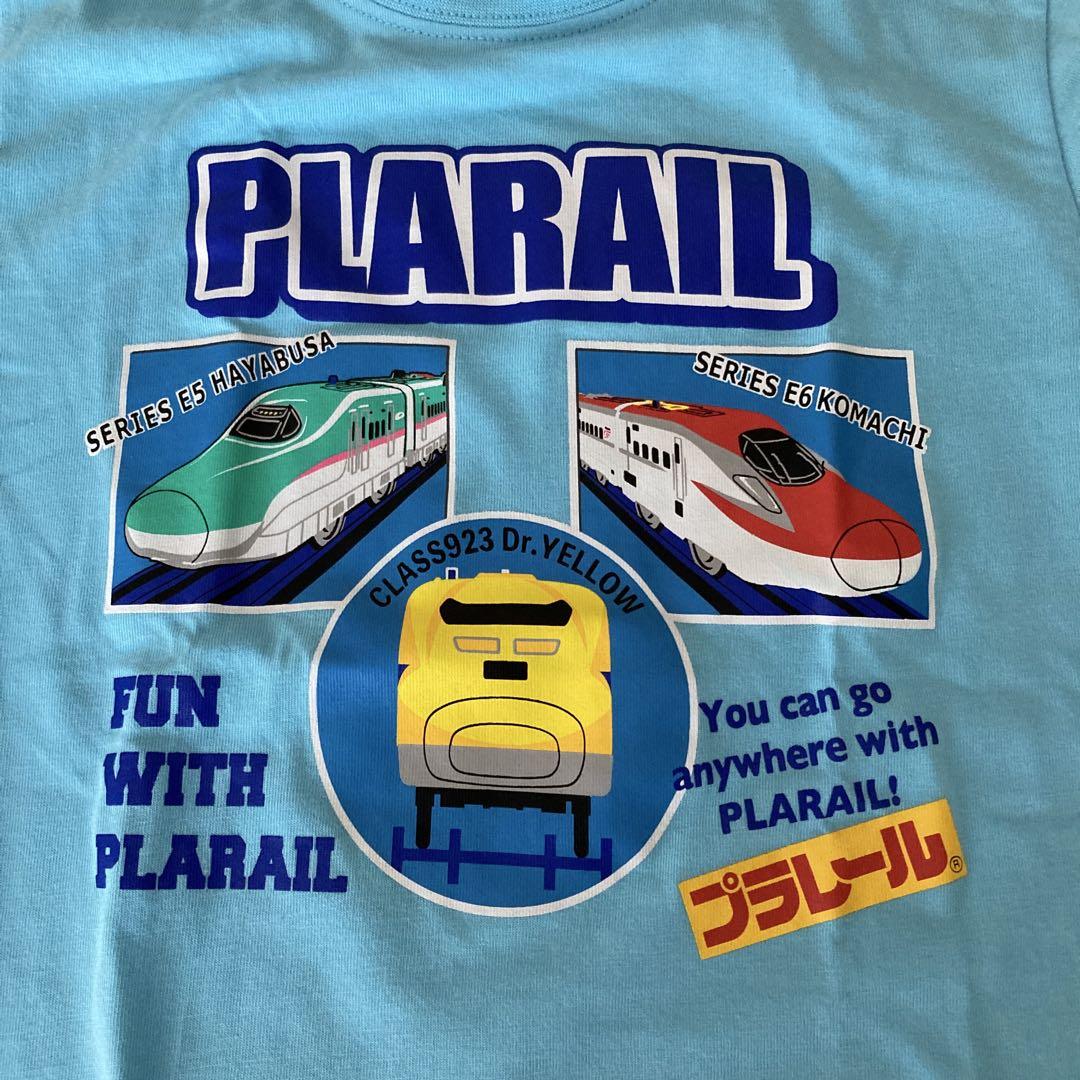 PLARAIL
SERIES E5 HAYABUSA
SERIES E6 KOMACHI
CLASS923 Dr.YELLOW
FUN
WITH
PLARAIL
You can go
anywhere with
PLARAIL!
プラレール®